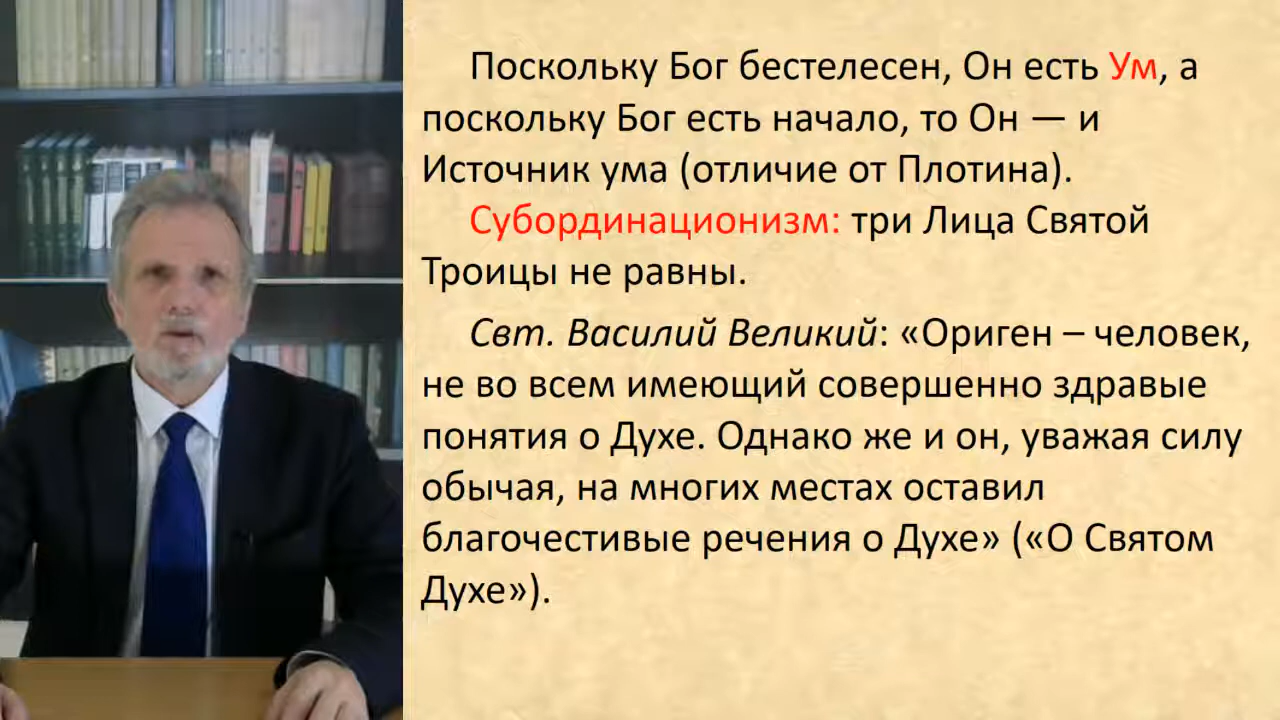 Поскольку Бог бестелесен, Он есть Ум, а
поскольку Бог есть начало, то Он — и
Источник ума (отличие от Плотина).
Субординационизм: три Лица Святой
Троицы не равны.
Свт. Василий Великий: «Ориген – человек,
не во всем имеющий совершенно здравые
понятия о Духе. Однако же и он, уважая силу
обычая, на многих местах оставил
благочестивые речения о Духе» («О Святом
Духе»).